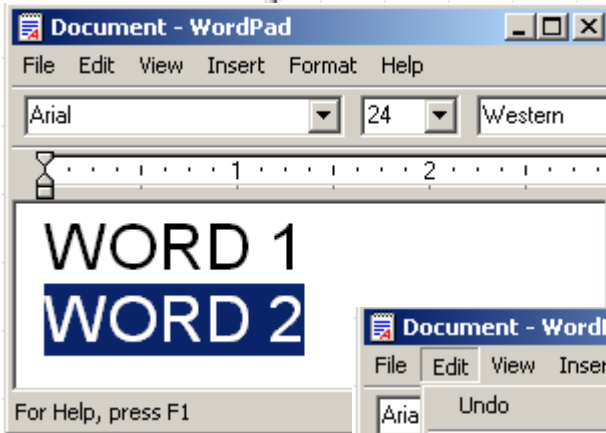 Document - WordPad
File Edit View Insert Format Help
Arial 24 Western
1 2
WORD 1
WORD 2
Document - Word
File Edit View Inser
Aria Undo
For Help, press F1